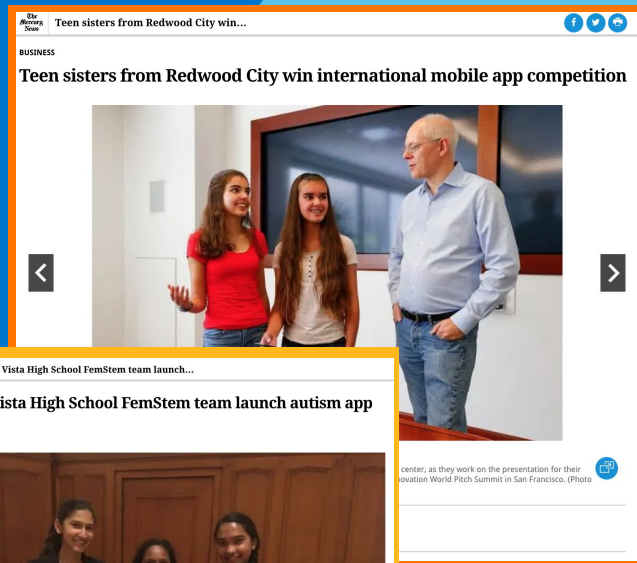 The
Mercury
News
Teen sisters from Redwood City win...
BUSINESS
Teen sisters from Redwood City win international mobile app competition
Vista High School FemStem team launch...
ista High School FemStem team launch autism app
center, as they work on the presentation for their
ovation World Pitch Summit in San Francisco. (Photo